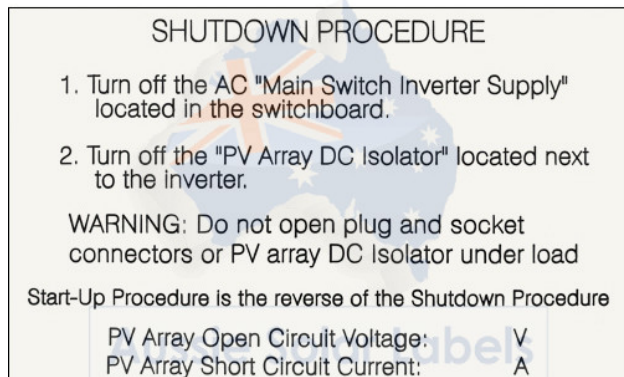 SHUTDOWN PROCEDURE
1. Turn off the AC "Main Switch Inverter Supply"
located in the switchboard.
2. Turn off the "PV Array DC Isolator" located next
to the inverter.
WARNING: Do not open plug and socket
connectors or PV array DC Isolator under load
Start-Up Procedure is the reverse of the Shutdown Procedure
PV Array Open Circuit Voltage: V
Aussie Solar Labels
PV Array Short Circuit Current: A